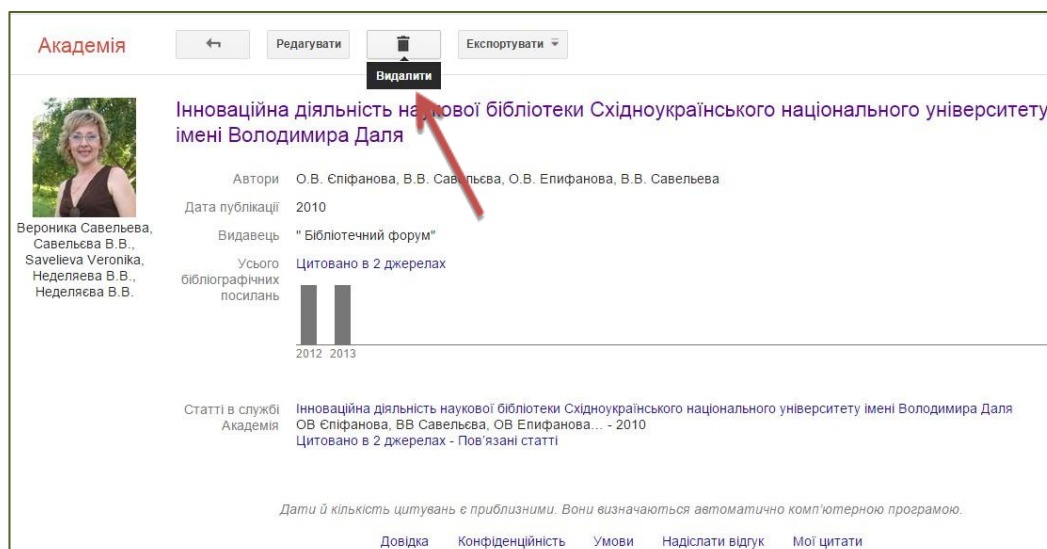 Академія
Редагувати
Експортувати
Видалити
Інноваційна діяльність наукової бібліотеки Східноукраїнського національного університету
імені Володимира Даля
Автори О.В. Єпіфанова, В.В. Савельєва, О.В. Епифанова, В.В. Савельева
Дата публікації 2010
Видавець " Бібліотечний форум"
Усього Цитовано в 2 джерелах
бібліографічних
посилань
2012 2013
Вероника Савельева,
Савельєва В.В.,
Savelieva Veronika,
Неделяева В.В.,
Неделяєва В.В.
Статті в службі Інноваційна діяльність наукової бібліотеки Східноукраїнського національного університету імені Володимира Даля
Академія ОВ Єпіфанова, ВВ Савельєва, ОВ Епифанова... - 2010
Цитовано в 2 джерелах - Пов'язані статті
Дати й кількість цитувань є приблизними. Вони визначаються автоматично комп'ютерною програмою.
Довідка Конфіденційність Умови Надіслати відгук Мої цитати